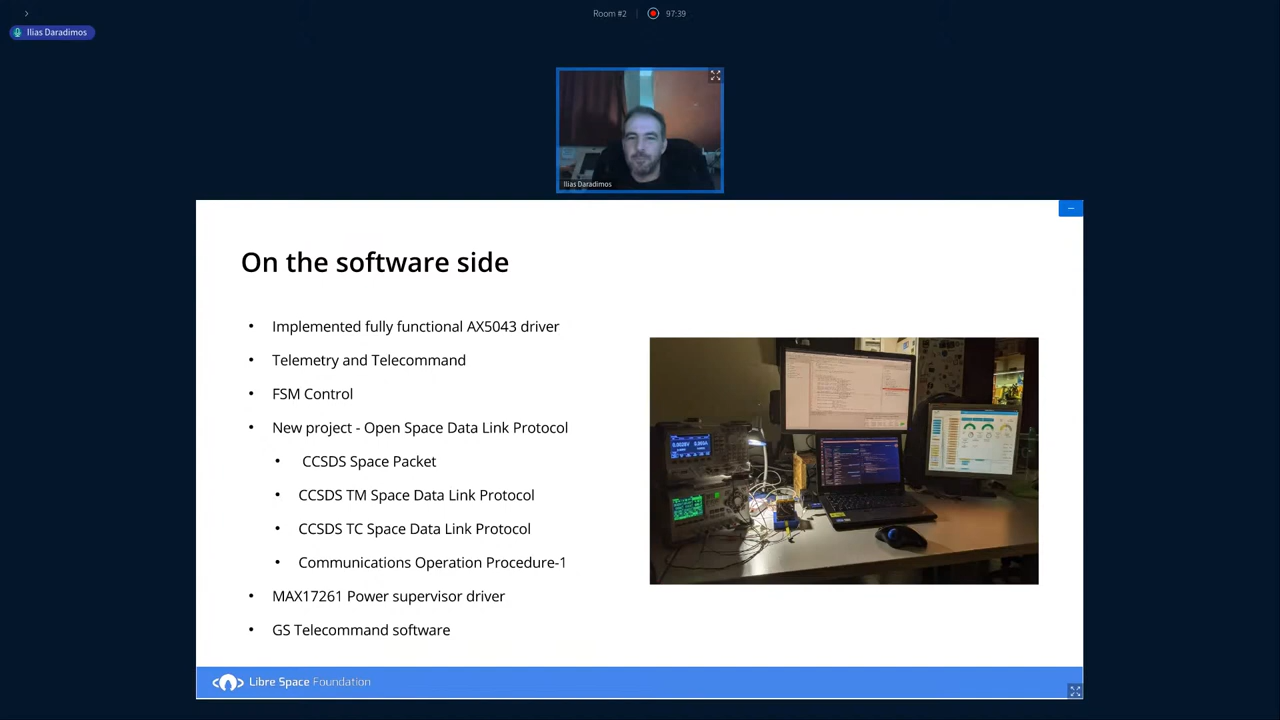 Room #2
97:39
Ilias Daradimos
Ilias Daradimos
On the software side
• Implemented fully functional AX5043 driver
• Telemetry and Telecommand
• FSM Control
• New project - Open Space Data Link Protocol
• CCSDS Space Packet
• CCSDS TM Space Data Link Protocol
• CCSDS TC Space Data Link Protocol
• Communications Operation Procedure-1
• MAX17261 Power supervisor driver
• GS Telecommand software
Libre Space Foundation